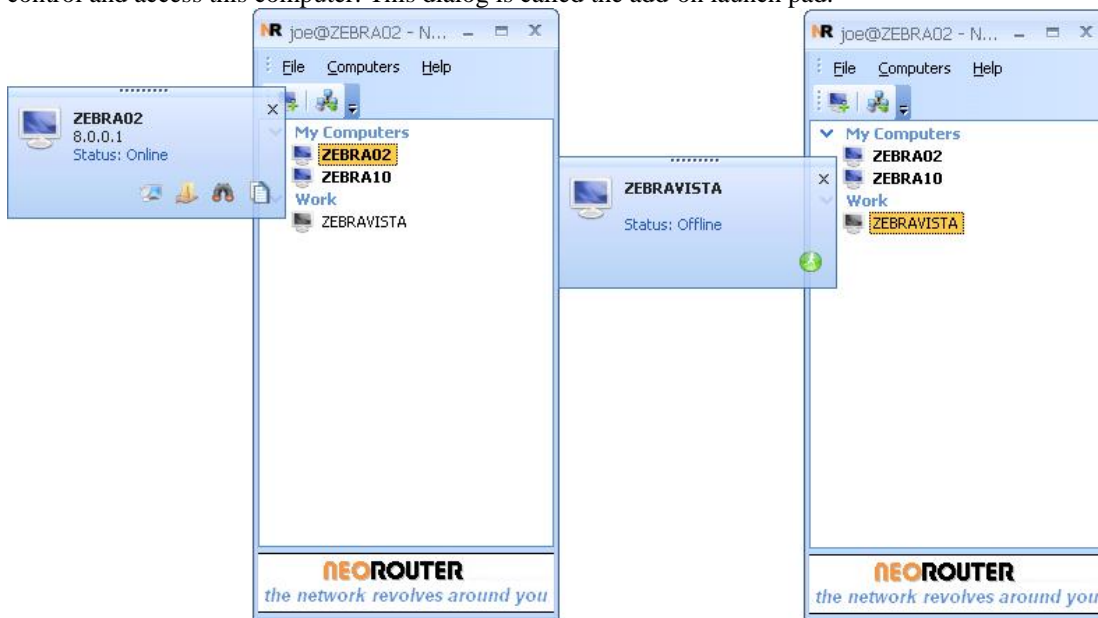 control and access this computer. This dialog is called the add-on launch pad.
NR joe@ZEBRA02 - N...
File Computers Help
ZEBRA02
8.0.0.1
Status: Online
My Computers
ZEBRA02
ZEBRA10
Work
ZEBRAVISTA
NEOROUTER
the network revolves around you
ZEBRAVISTA
Status: Offline
NR joe@ZEBRA02 - N...
File Computers Help
My Computers
ZEBRA02
ZEBRA10
Work
ZEBRAVISTA
NEOROUTER
the network revolves around you